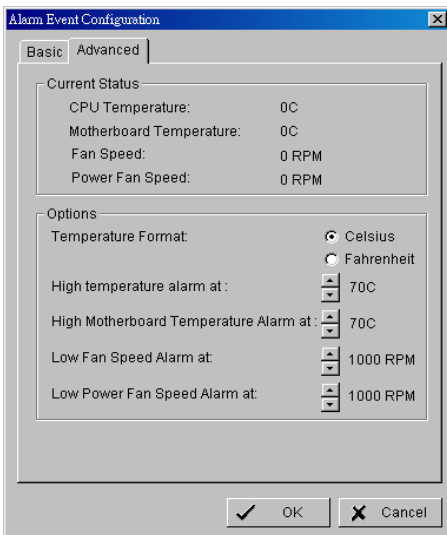 Alarm Event Configuration
Basic Advanced
Current Status
CPU Temperature: 0C
Motherboard Temperature: 0C
Fan Speed: 0 RPM
Power Fan Speed: 0 RPM
Options
Temperature Format: Celsius
Fahrenheit
High temperature alarm at : 70C
High Motherboard Temperature Alarm at : 70C
Low Fan Speed Alarm at: 1000 RPM
Low Power Fan Speed Alarm at: 1000 RPM
OK Cancel